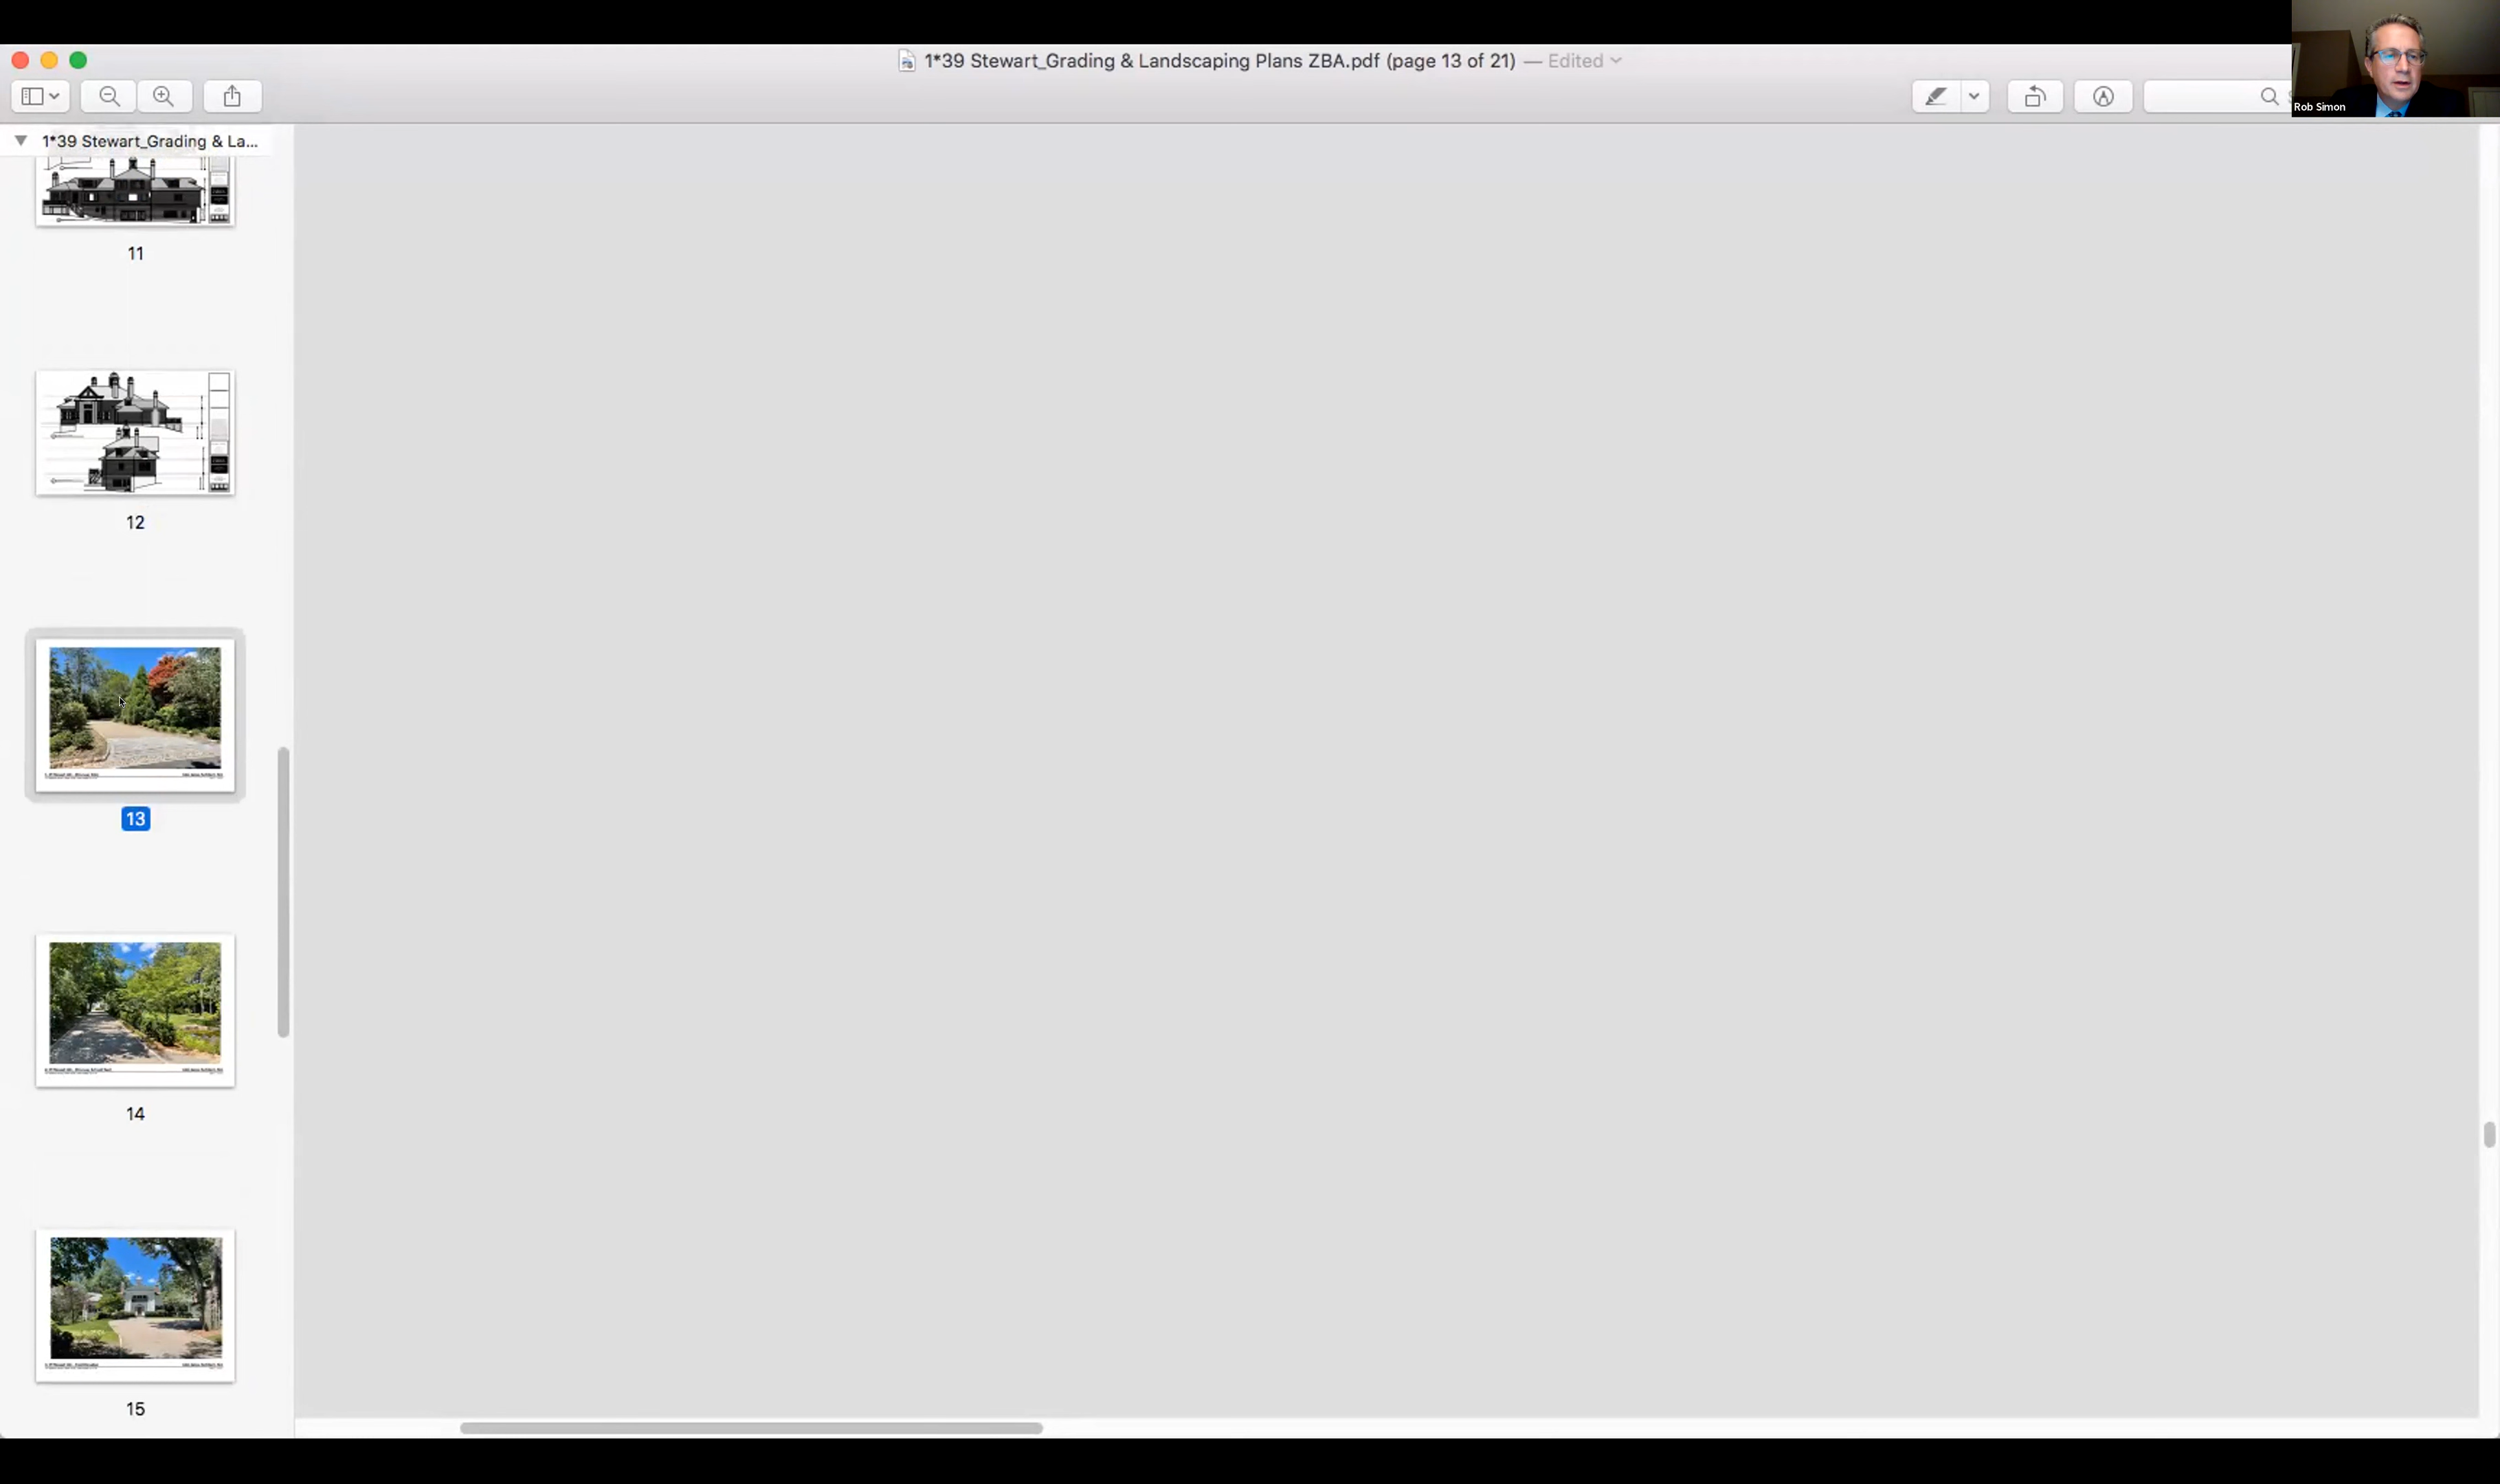 1*39 Stewart_Grading & Landscaping Plans ZBA.pdf (page 13 of 21) — Edited
Rob Simon
1*39 Stewart_Grading & La...
11
12
13
14
15